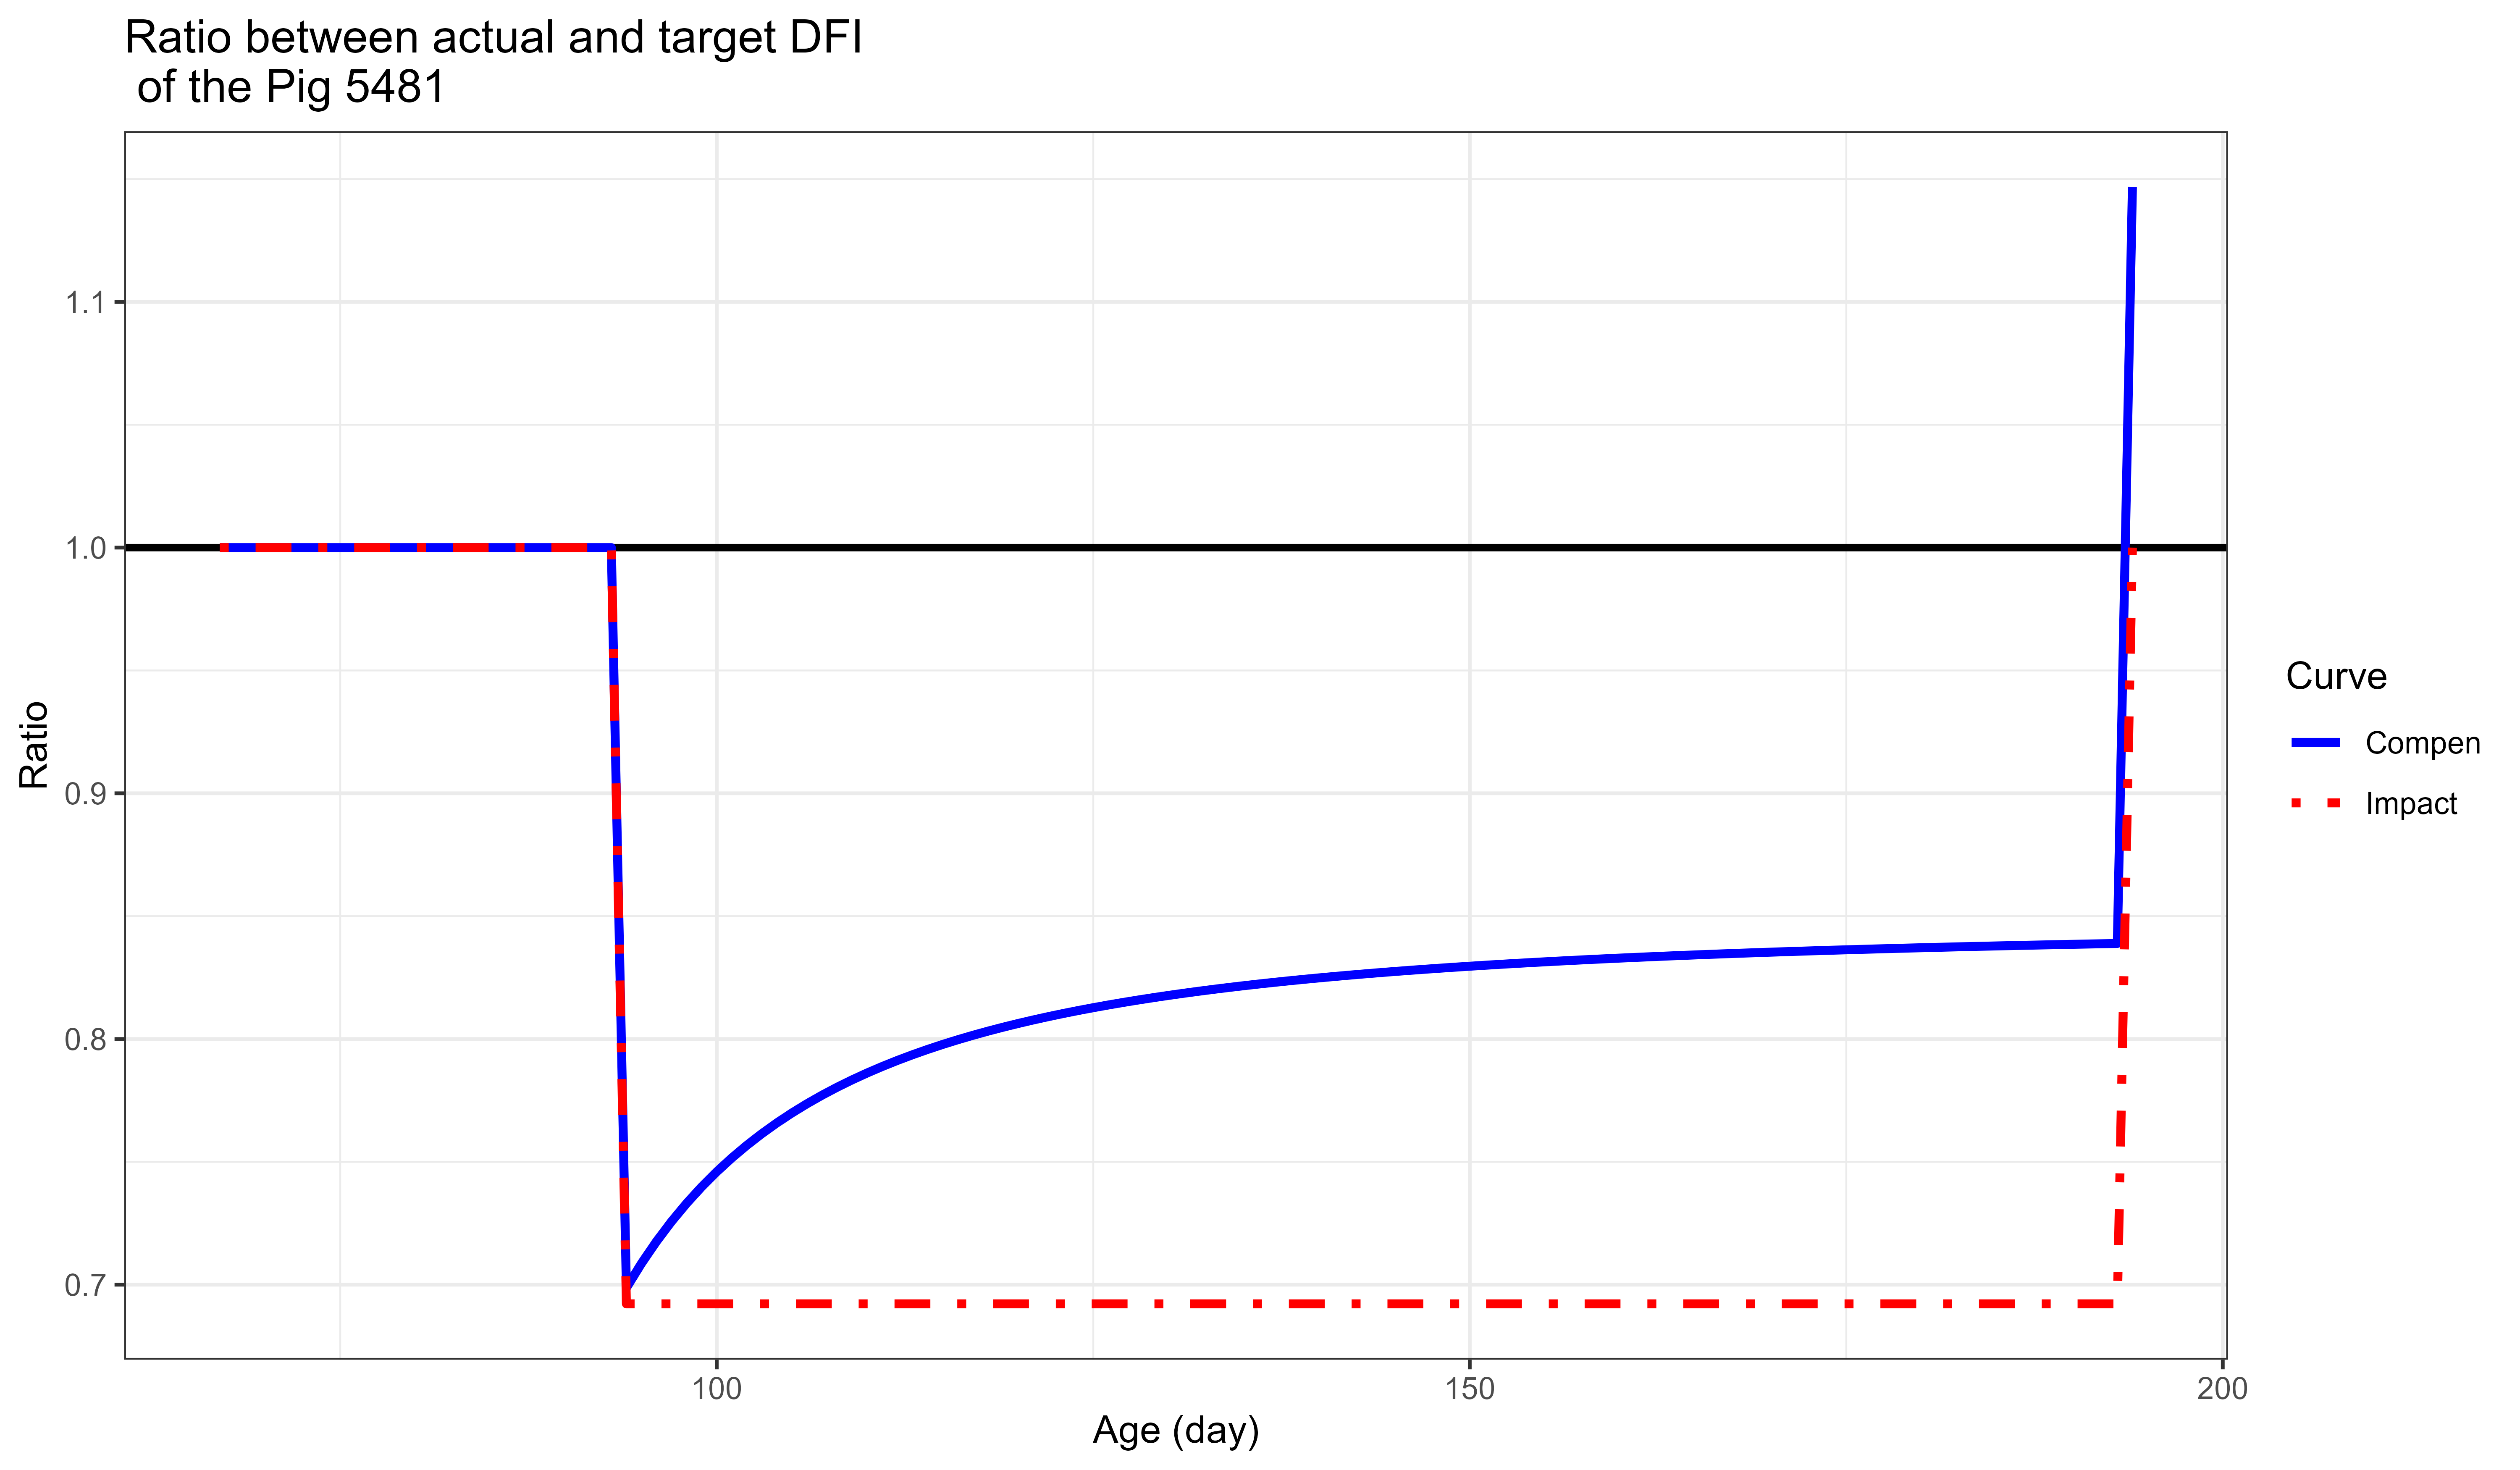 Ratio between actual and target DFI
of the Pig 5481
Ratio
1.1
1.0
0.9
0.8
0.7
100
150
200
Age (day)
Curve
Compen
Impact